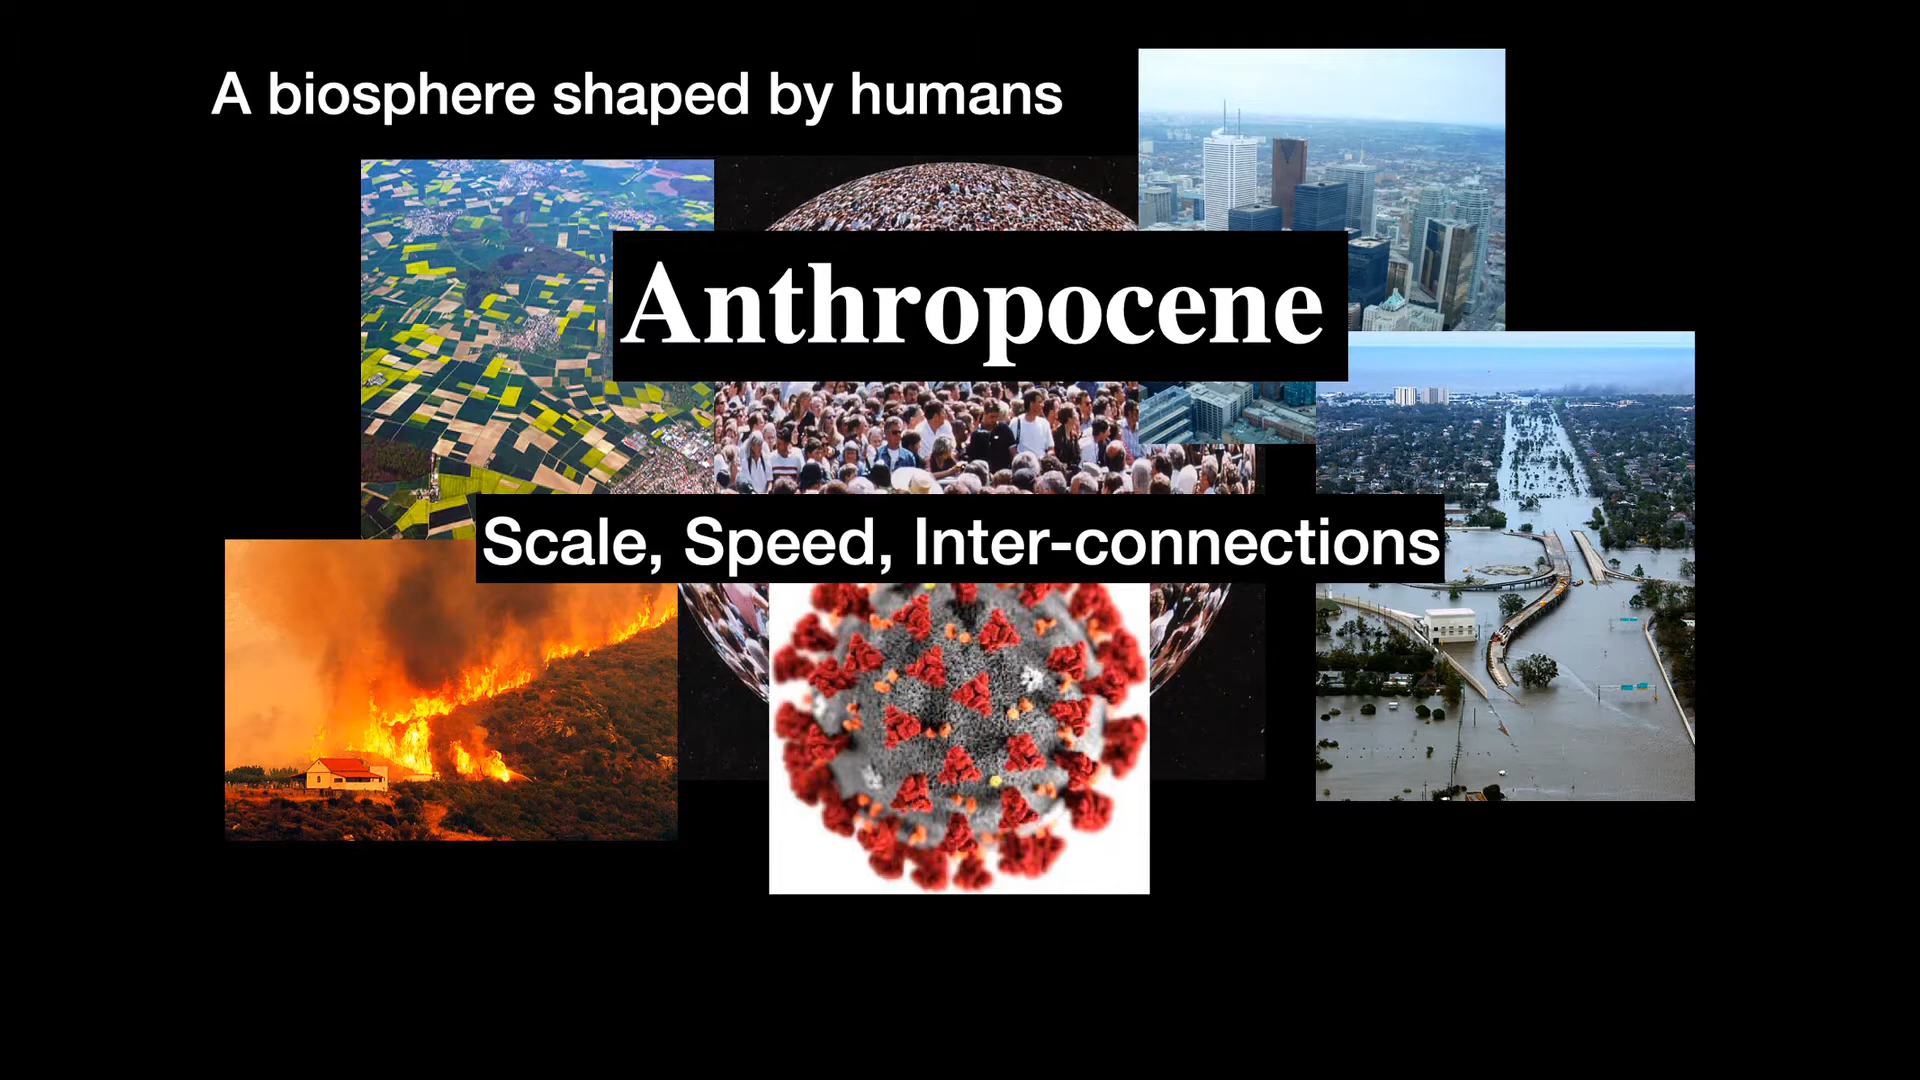 A biosphere shaped by humans
Anthropocene
Scale, Speed, Inter-connections